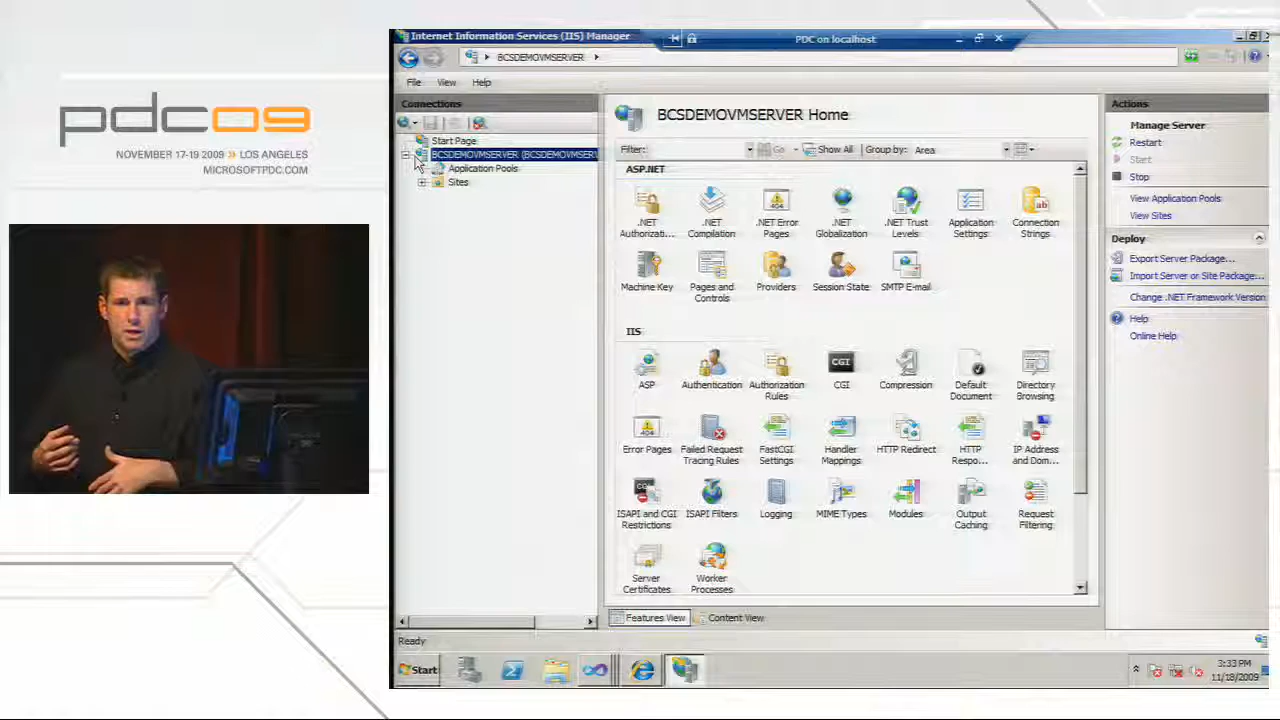 pdc09
NOVEMBER 17-19 2009 » LOS ANGELES
MICROSOFTPDC.COM
Internet Information Services (IIS) Manager
PDC on localhost
BCSDEMOVMSERVER
File View Help
Connections
Start Page
BCSDEMOVMSERVER (BCSDEMOVMSERV
Application Pools
Sites
BCSDEMOVMSERVER Home
Filter:
Go
Show All
Group by:
Area
ASP.NET
.NET Authorizati...
.NET Compilation
.NET Error Pages
.NET Globalization
.NET Trust Levels
Application Settings
Connection Strings
Machine Key
Pages and Controls
Providers
Session State
SMTP E-mail
IIS
ASP
Authentication
Authorization Rules
CGI
Compression
Default Document
Directory Browsing
Error Pages
Failed Request Tracing Rules
FastCGI Settings
Handler Mappings
HTTP Redirect
HTTP Respo...
IP Address and Dom...
ISAPI and CGI Restrictions
ISAPI Filters
Logging
MIME Types
Modules
Output Caching
Request Filtering
Server Certificates
Worker Processes
Features View
Content View
Actions
Manage Server
Restart
Start
Stop
View Application Pools
View Sites
Deploy
Export Server Package...
Import Server or Site Package...
Change .NET Framework Version
Help
Online Help
Ready
Start
3:33 PM
11/18/2009